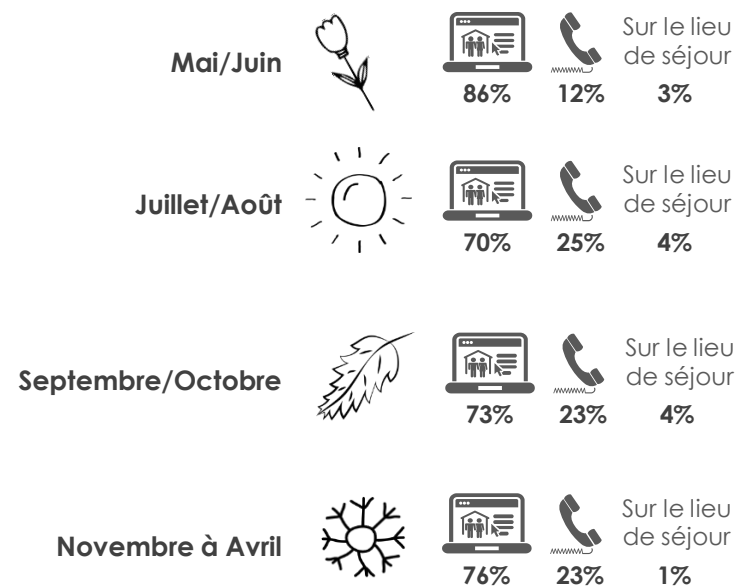 Mai/Juin
Sur le lieu
de séjour
86% 12% 3%
Juillet/Août
Sur le lieu
de séjour
70% 25% 4%
Septembre/Octobre
Sur le lieu
de séjour
73% 23% 4%
Novembre à Avril
Sur le lieu
de séjour
76% 23% 1%